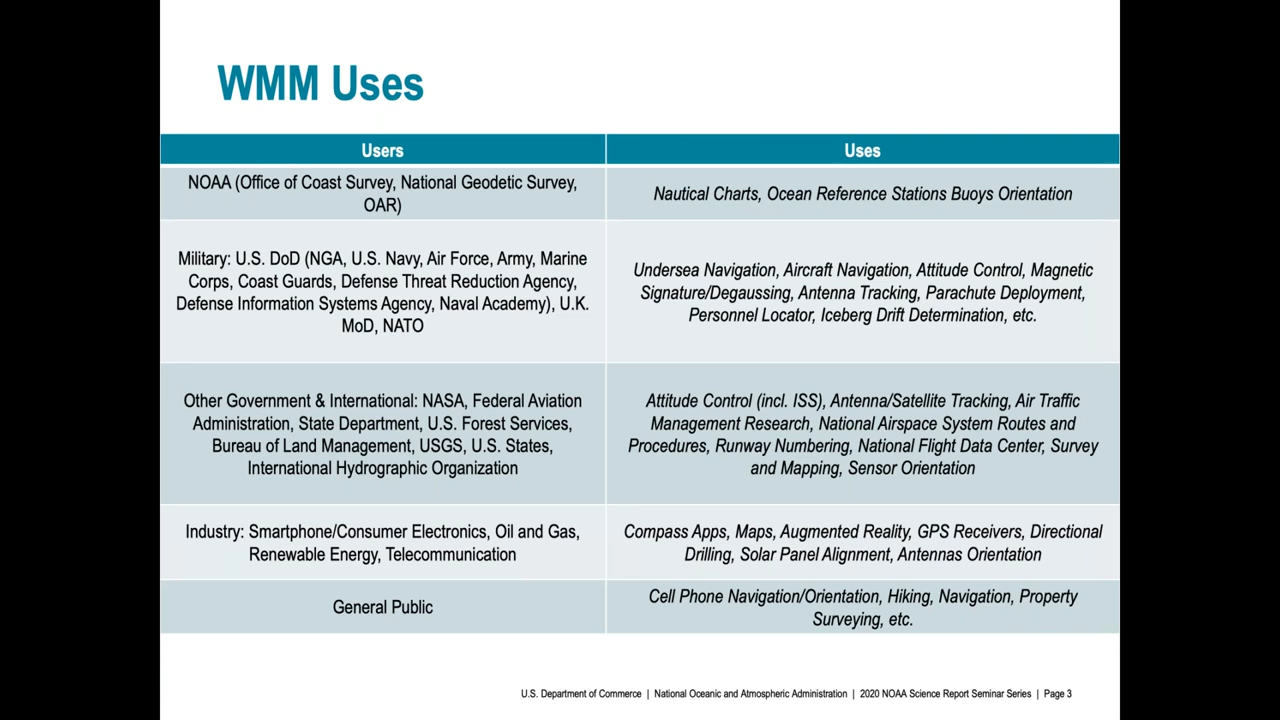 WMM Uses
Users
Uses
NOAA (Office of Coast Survey, National Geodetic Survey,
OAR)
Nautical Charts, Ocean Reference Stations Buoys Orientation
Military: U.S. DoD (NGA, U.S. Navy, Air Force, Army, Marine
Corps, Coast Guards, Defense Threat Reduction Agency,
Defense Information Systems Agency, Naval Academy), U.K.
MoD, NATO
Undersea Navigation, Aircraft Navigation, Attitude Control, Magnetic
Signature/Degaussing, Antenna Tracking, Parachute Deployment,
Personnel Locator, Iceberg Drift Determination, etc.
Other Government & International: NASA, Federal Aviation
Administration, State Department, U.S. Forest Services,
Bureau of Land Management, USGS, U.S. States,
International Hydrographic Organization
Attitude Control (incl. ISS), Antenna/Satellite Tracking, Air Traffic
Management Research, National Airspace System Routes and
Procedures, Runway Numbering, National Flight Data Center, Survey
and Mapping, Sensor Orientation
Industry: Smartphone/Consumer Electronics, Oil and Gas,
Renewable Energy, Telecommunication
Compass Apps, Maps, Augmented Reality, GPS Receivers, Directional
Drilling, Solar Panel Alignment, Antennas Orientation
General Public
Cell Phone Navigation/Orientation, Hiking, Navigation, Property
Surveying, etc.
U.S. Department of Commerce | National Oceanic and Atmospheric Administration | 2020 NOAA Science Report Seminar Series | Page 3